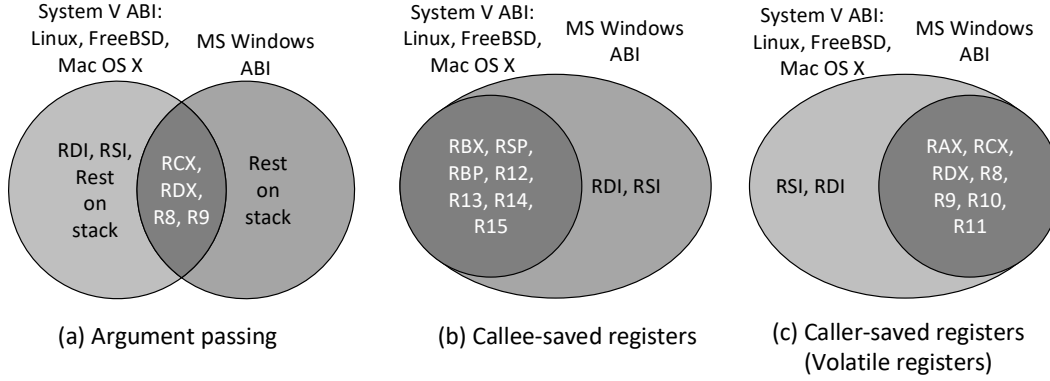 System V ABI:
Linux, FreeBSD,
Mac OS X
MS Windows
ABI
RDI, RSI,
Rest
on
stack
RCX,
RDX,
R8, R9
Rest
on
stack
(a) Argument passing
System V ABI:
Linux, FreeBSD,
Mac OS X
MS Windows
ABI
RBX, RSP,
RBP, R12,
R13, R14,
R15
RDI, RSI
(b) Callee-saved registers
System V ABI:
Linux, FreeBSD,
Mac OS X
MS Windows
ABI
RSI, RDI
RAX, RCX,
RDX, R8,
R9, R10,
R11
(c) Caller-saved registers
(Volatile registers)